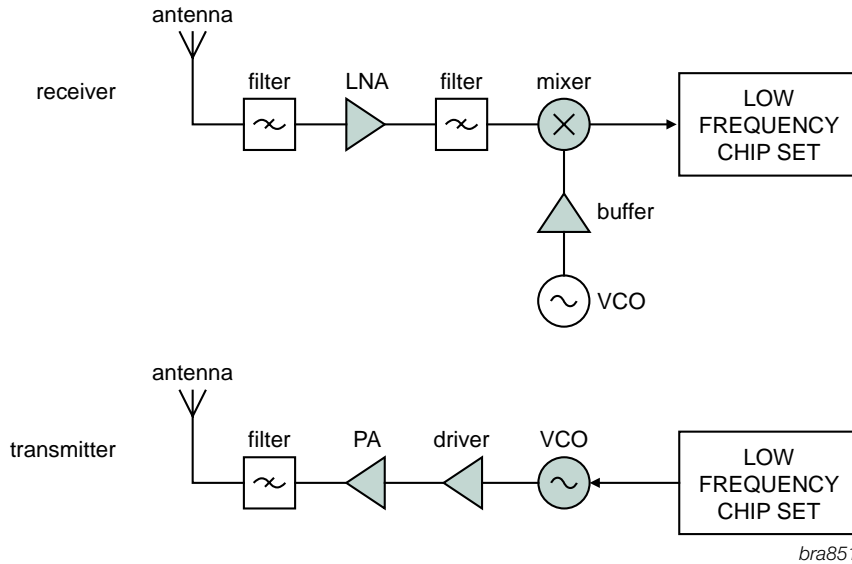 antenna
receiver
filter
LNA
filter
mixer
LOW
FREQUENCY
CHIP SET
buffer
VCO
antenna
transmitter
filter
PA
driver
VCO
LOW
FREQUENCY
CHIP SET
bra851